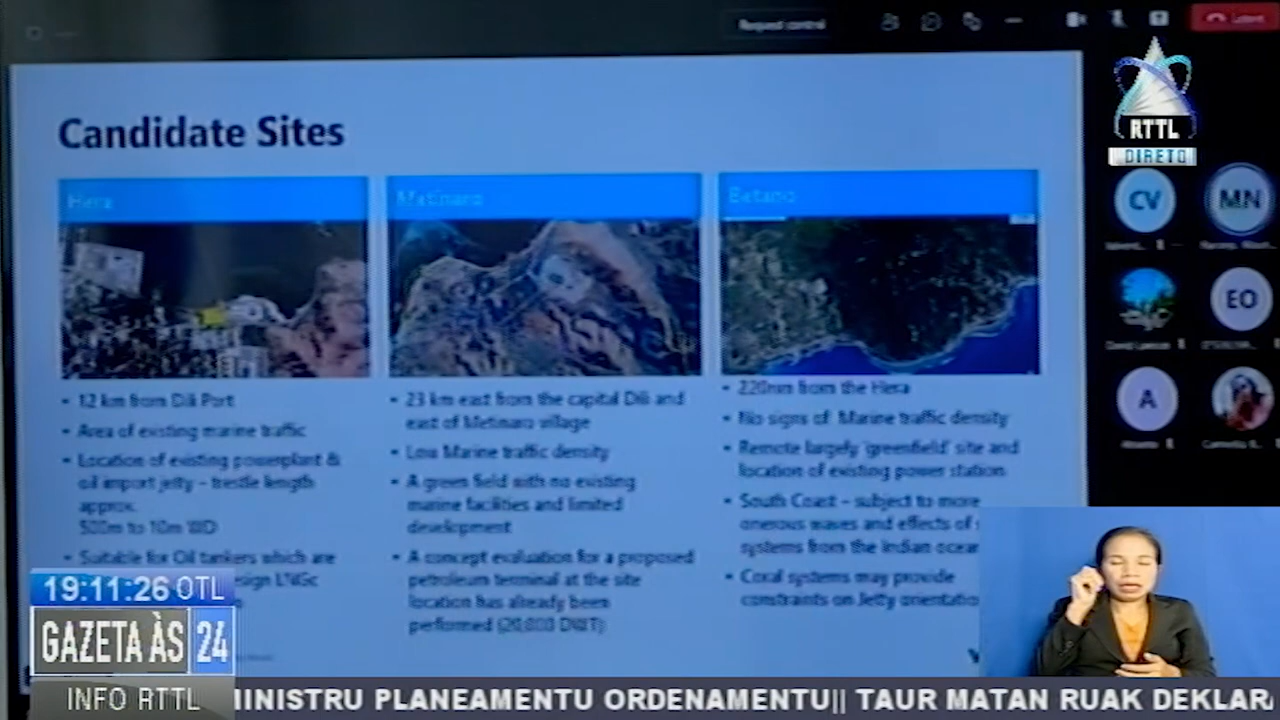 Request control
Leave
RTTL
DIRETO
Candidate Sites
Hera
Metinaro
Betano
CV
MN
EO
A
• 12 km from Dili Port
• Area of existing marine traffic
• Location of existing powerplant &
oil import jetty – trestle length
approx.
500m to 10m WD
• Suitable for Oil tankers which are
esign LNGc
• 23 km east from the capital Dili and
east of Metinaro village
• Low Marine traffic density
• A green field with no existing
marine facilities and limited
development
• A concept evaluation for a proposed
petroleum terminal at the site
location has already been
performed (20,000 DWT)
• 220nm from the Hera
• No signs of Marine traffic density
• Remote largely 'greenfield' site and
location of existing power station
• South Coast – subject to more
onerous waves and effects of
systems from the Indian ocean
• Coral systems may provide
constraints on Jetty orientatio
19:11:26 OTL
GAZETA ÀS 24
INFO RTTL
MINISTRU PLANEAMENTU ORDENAMENTU|| TAUR MATAN RUAK DEKLARA